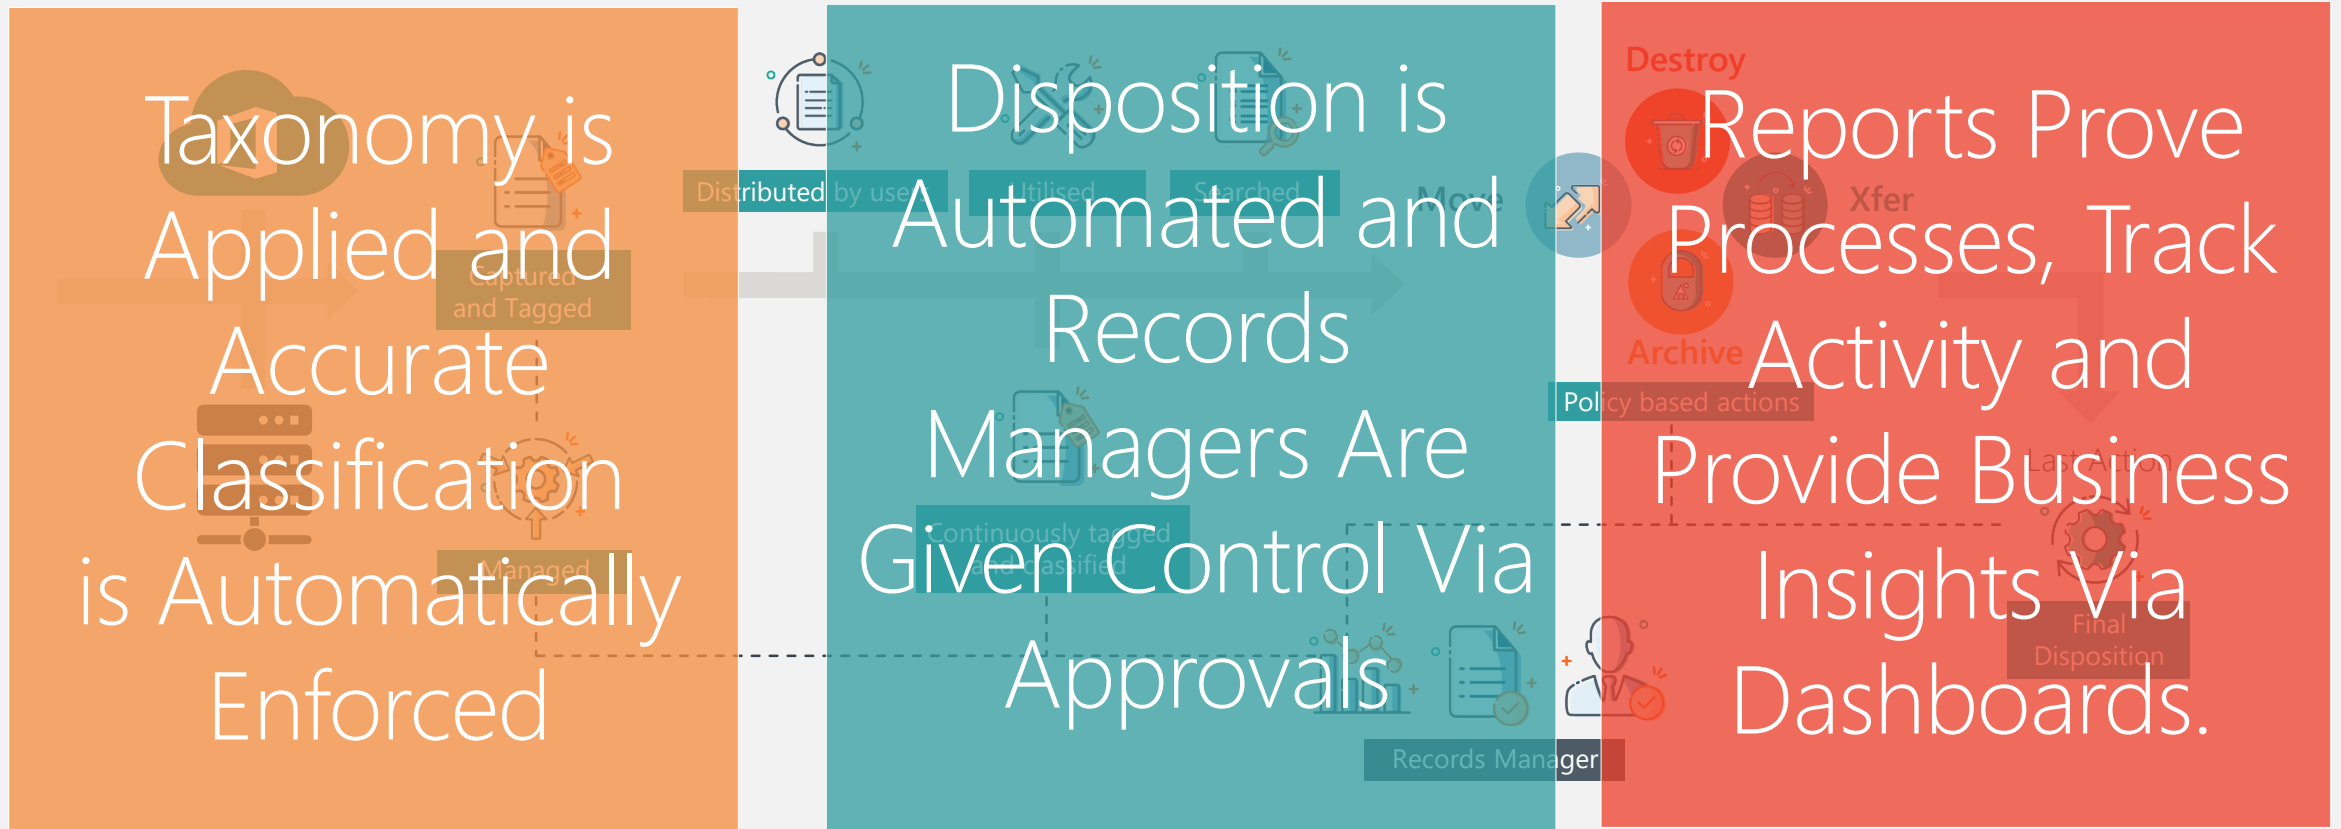 Taxonomy is
Applied and
Accurate
Classification
is Automatically
Enforced
Captured
and Tagged
Managed
Distributed by users
Disposition is
Automated and
Records
Managers Are
Given Control Via
Approvals
Utilised
Searched
Move
Continuously tagged
and classified
Records Manager
Destroy
Reports Prove
Processes, Track
Activity and
Provide Business
Insights Via
Dashboards.
Xfer
Archive
Policy based actions
Last Action
Final
Disposition